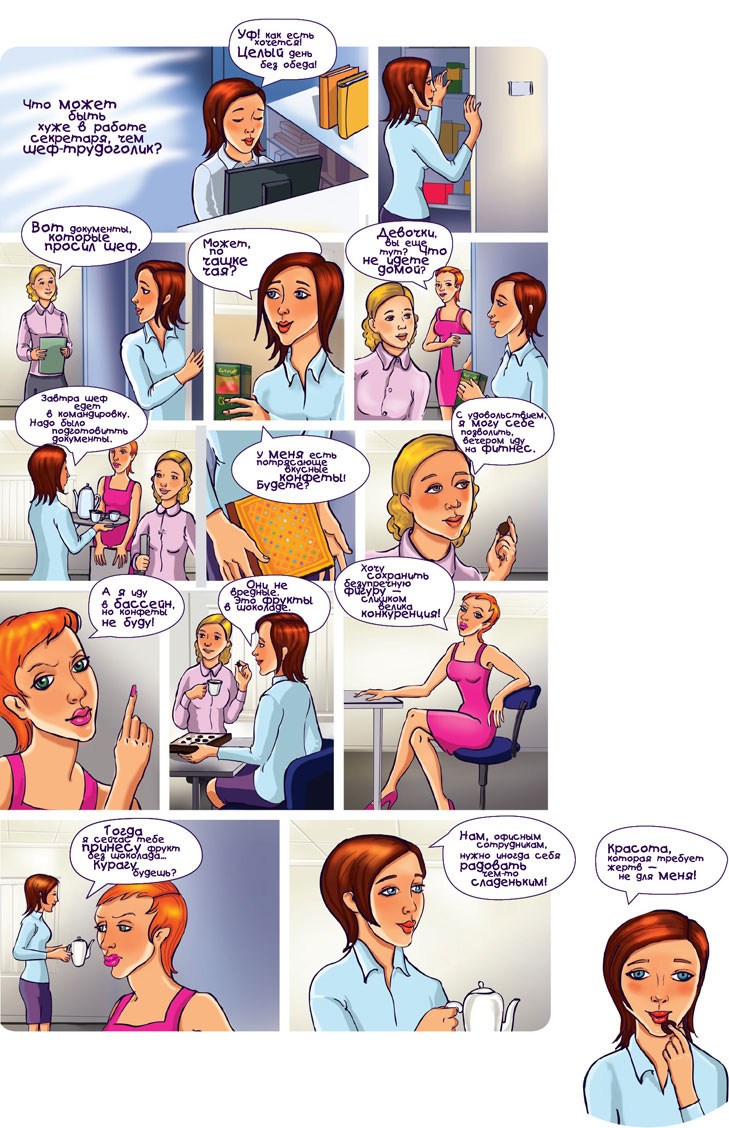 Что может
быть
хуже в работе
секретаря, чем
шеф-трудоголик?
Уф! как есть
хочется!
Целый день
без обеда!
Вот документы,
которые
просил шеф.
Может,
по
чашке
чая?
Девочки,
вы еще
тут? Что
не идете
домой?
Завтра шеф
едет
в командировку.
Надо было
подготовить
документы.
У меня есть
потрясающе
вкусные
конфеты!
Будете?
С удовольствием,
я могу себе
позволить,
вечером иду
на фитнес.
А я иду
в бассейн,
но конфеты
не буду!
Они не
вредные.
Это фрукты
в шоколаде.
Хочу
сохранить
безупречную
фигуру —
слишком
велика
конкуренция!
Тогда
я сейчас тебе
принесу фрукт
без шоколада...
Курагу
будешь?
Нам, офисным
сотрудникам,
нужно иногда себя
радовать
чем-то
сладеньким!
Красота,
которая требует
жертв —
не для меня!